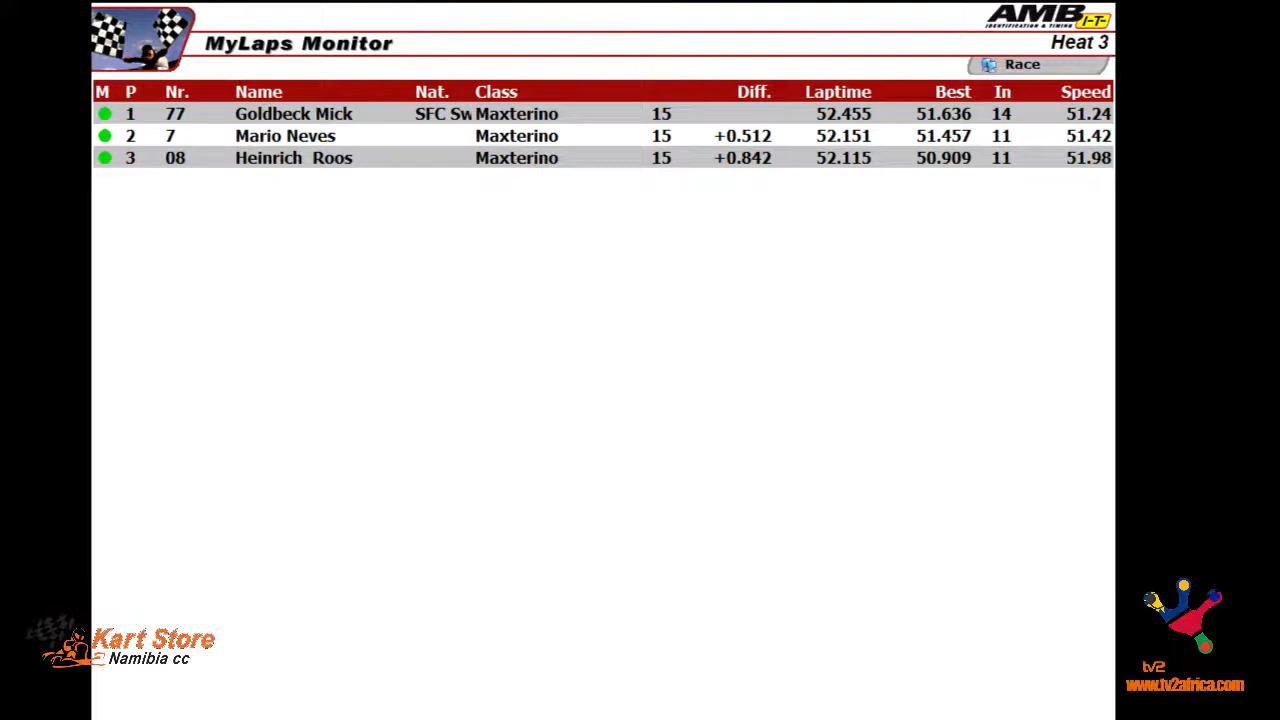 AMB I-T-
IDENTIFICATION & TIMING
MyLaps Monitor
Heat 3
Race
M P Nr. Name Nat. Class Diff. Laptime Best In Speed
1 77 Goldbeck Mick SFC Sw Maxterino 15 52.455 51.636 14 51.24
2 7 Mario Neves Maxterino 15 +0.512 52.151 51.457 11 51.42
3 08 Heinrich Roos Maxterino 15 +0.842 52.115 50.909 11 51.98
Kart Store
Namibia cc
tv2
www.tv2africa.com